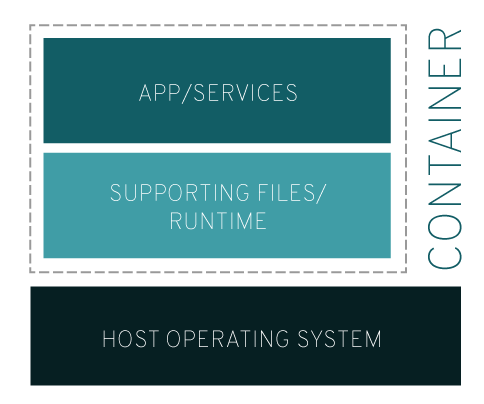 APP/SERVICES
SUPPORTING FILES/
RUNTIME
CONTAINER
HOST OPERATING SYSTEM